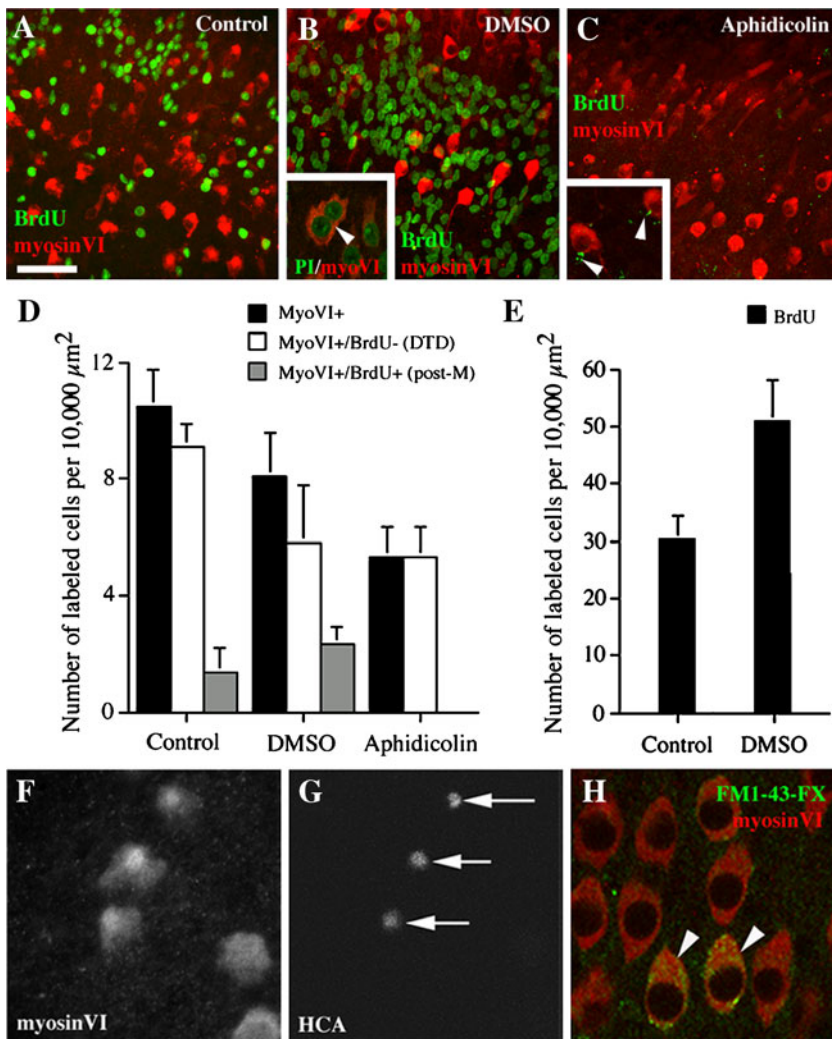 A Control
BrdU
myosinVI
B DMSO
PI/myoVI
BrdU
myosinVI
C Aphidicolin
BrdU
myosinVI
D
MyoVI+
MyoVI+/BrdU- (DTD)
MyoVI+/BrdU+ (post-M)
Number of labeled cells per 10,000 µm²
12
8
4
0
Control DMSO Aphidicolin
E
BrdU
Number of labeled cells per 10,000 µm²
60
50
40
30
20
10
0
Control DMSO
F
myosinVI
G
HCA
H FM1-43-FX
myosinVI